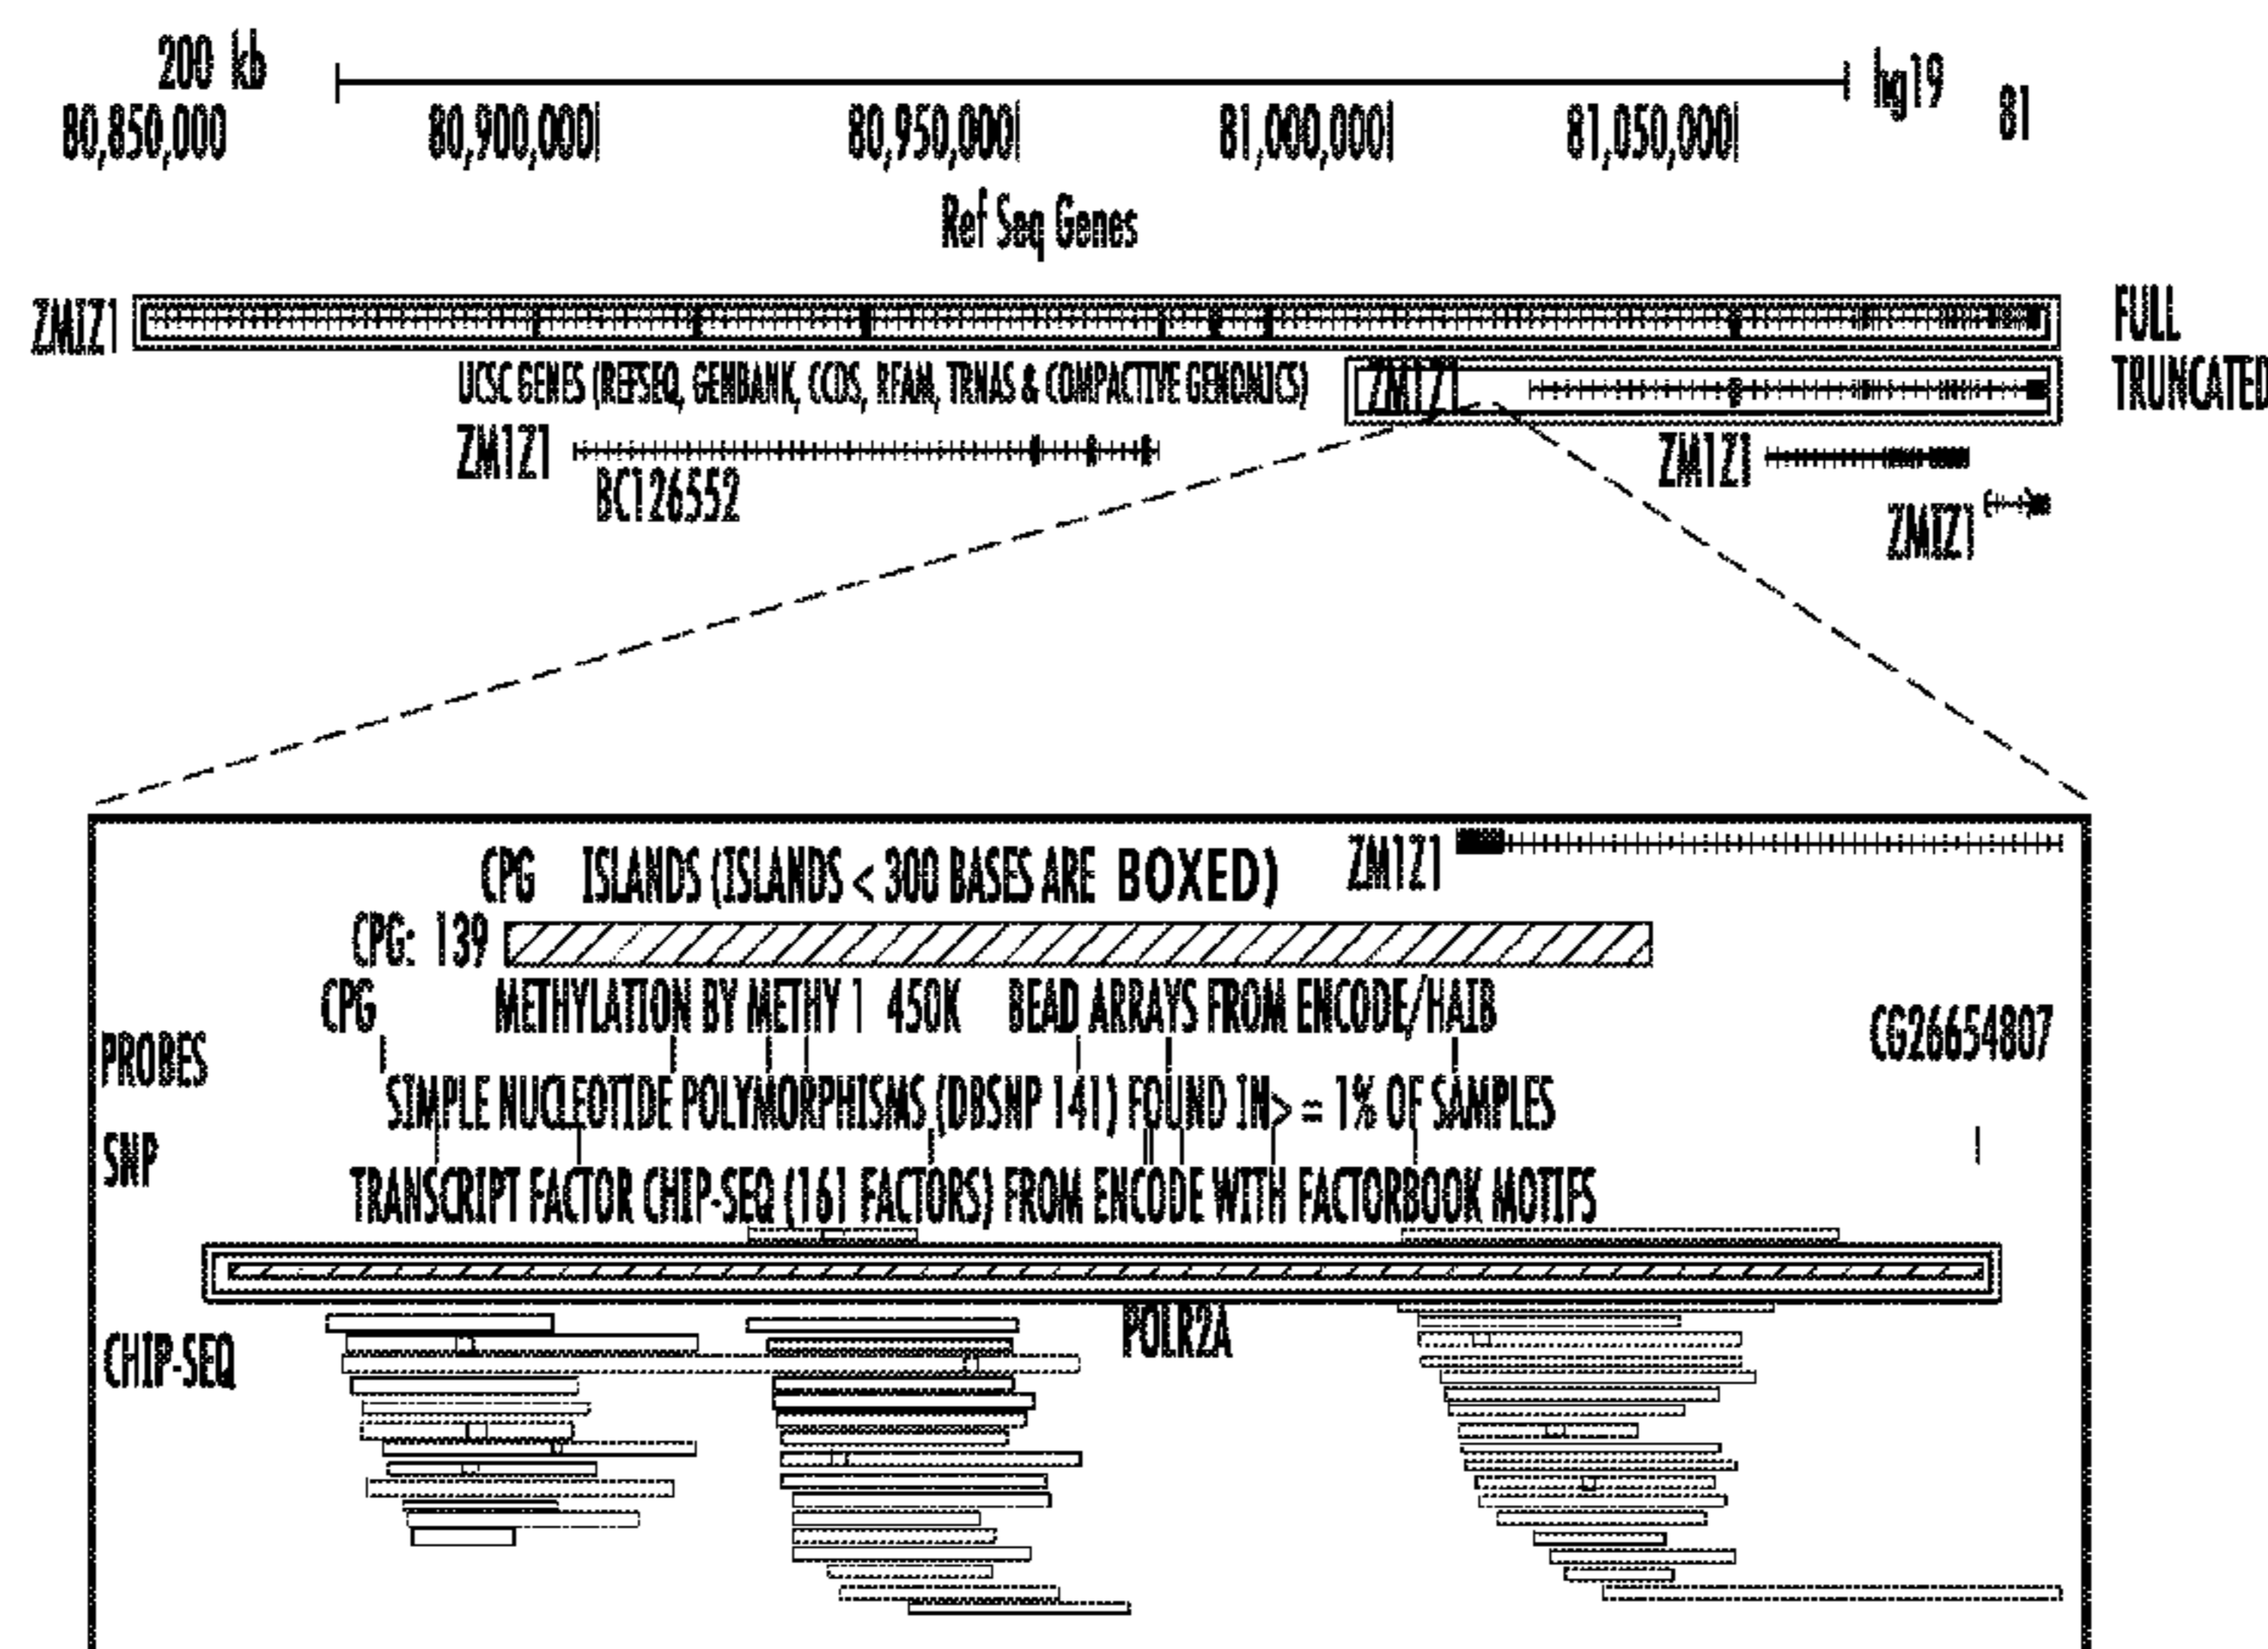 200 kb hg19
80,850,000 80,900,000| 80,950,000| 81,000,000| 81,050,000| 81
Ref Seq Genes
ZMIZ1 FULL
UCSC GENES (REFSEQ, GENBANK, CCDS, RFAM, TRNAS & COMPACTIVE GENOMICS) ZM1Z1 TRUNCATED
ZM1Z1 ZM1Z1
BC126552
ZMIZ1
CPG ISLANDS (ISLANDS < 300 BASES ARE BOXED) ZM1Z1
CPG: 139
CPG METHYLATION BY METHY 1 450K BEAD ARRAYS FROM ENCODE/HAIB
PROBES CG26654807
SIMPLE NUCLEOTIDE POLYMORPHISMS (DBSNP 141) FOUND IN> = 1% OF SAMPLES
SNP
TRANSCRIPT FACTOR CHIP-SEQ (161 FACTORS) FROM ENCODE WITH FACTORBOOK MOTIFS
POLR2A
CHIP-SEQ